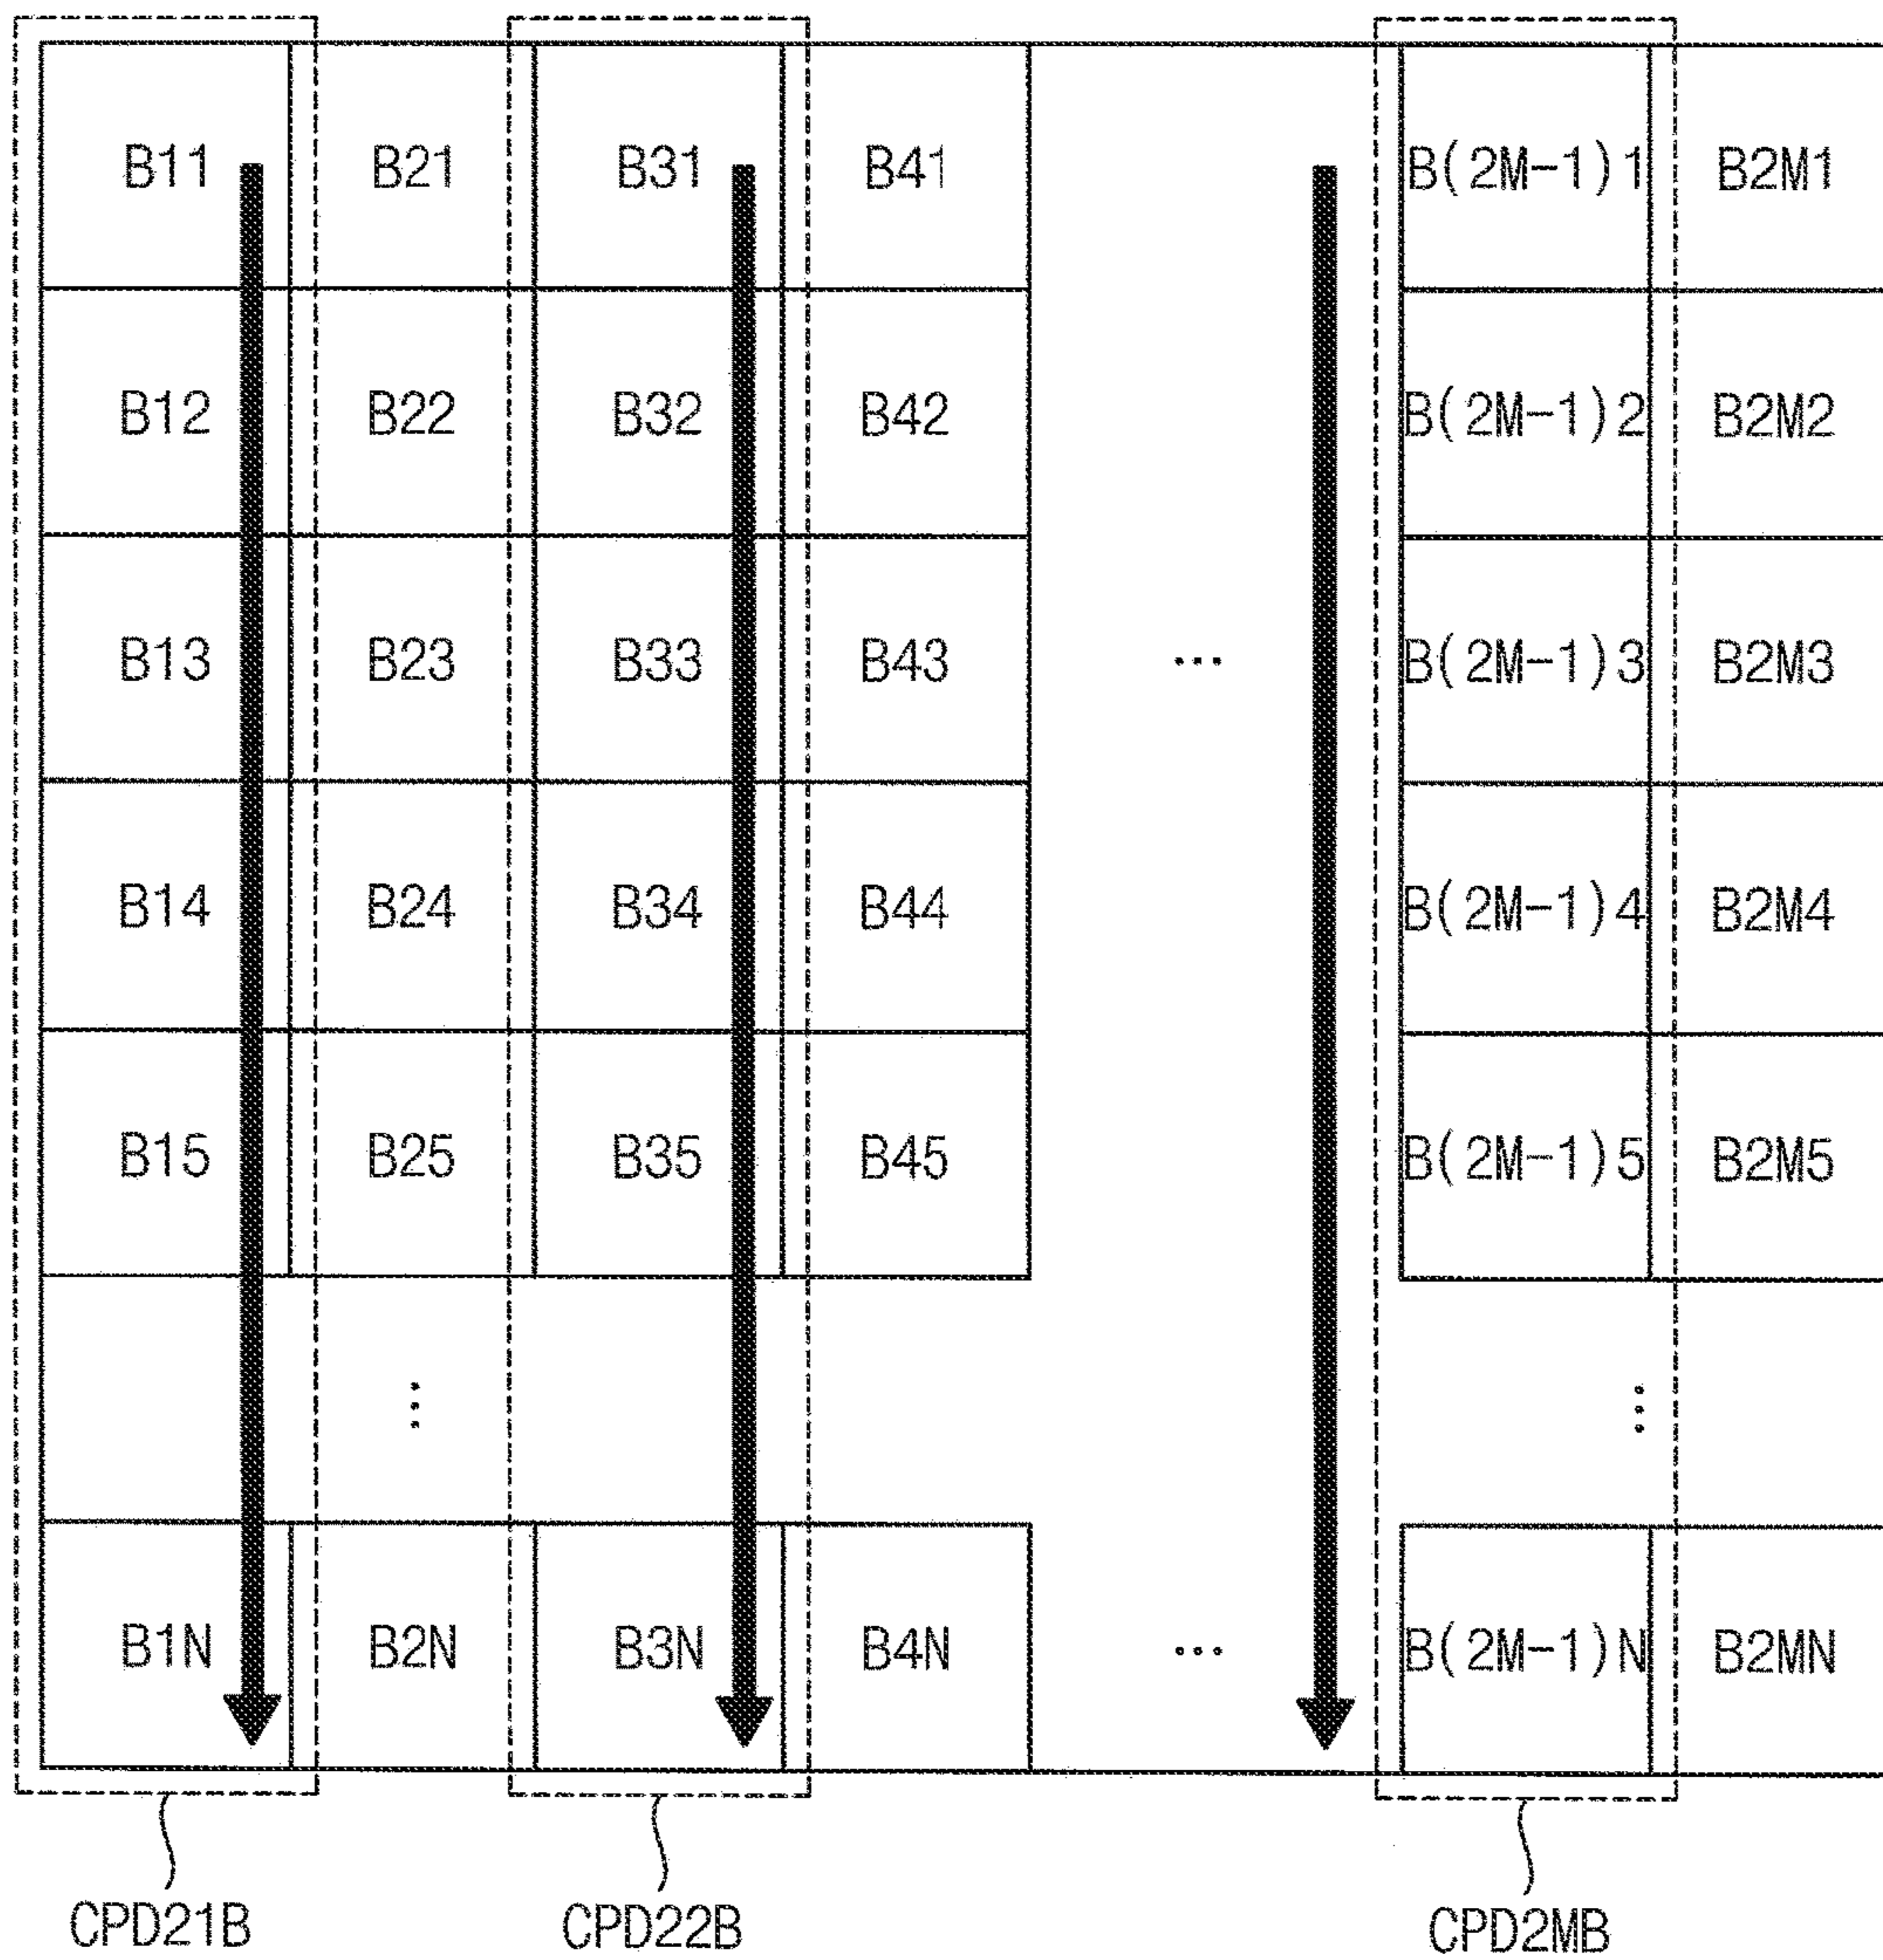 B11 B21 B31 B41 B(2M-1)1 B2M1
B12 B22 B32 B42 B(2M-1)2 B2M2
B13 B23 B33 B43 ... B(2M-1)3 B2M3
B14 B24 B34 B44 B(2M-1)4 B2M4
B15 B25 B35 B45 B(2M-1)5 B2M5
⋮ ⋮
B1N B2N B3N B4N ... B(2M-1)N B2MN
CPD21B CPD22B CPD2MB